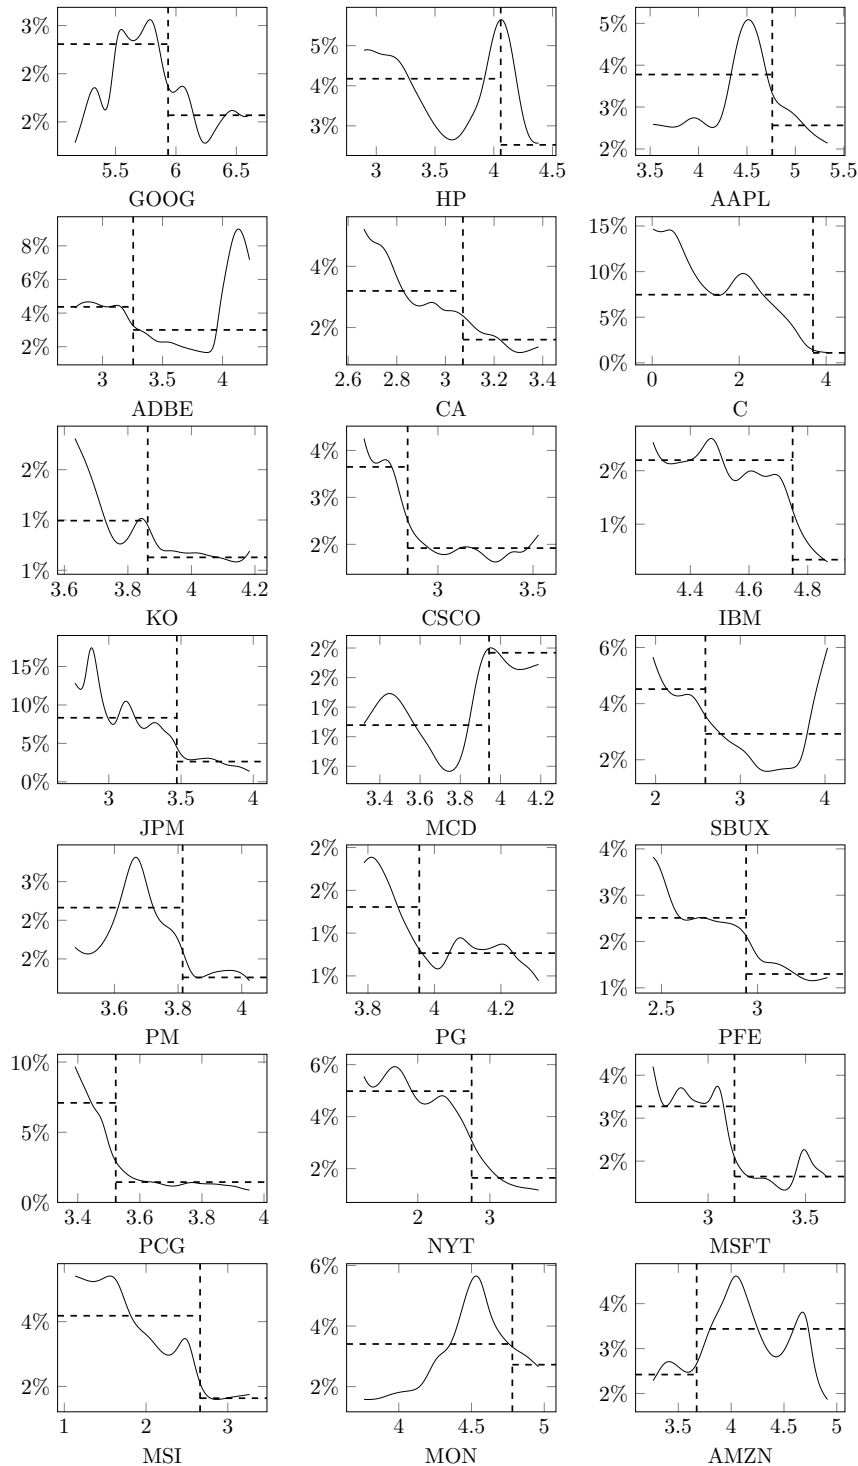 3%
2%
2%
5.5 6 6.5
GOOG
5%
4%
3%
3 3.5 4 4.5
HP
5%
4%
3%
2%
3.5 4 4.5 5 5.5
AAPL
8%
6%
4%
2%
3 3.5 4
ADBE
4%
2%
2.6 2.8 3 3.2 3.4
CA
15%
10%
5%
0%
0 2 4
C
2%
1%
1%
3.6 3.8 4 4.2
KO
4%
3%
2%
3 3.5
CSCO
2%
1%
4.4 4.6 4.8
IBM
15%
10%
5%
0%
3 3.5 4
JPM
2%
2%
1%
1%
1%
3.4 3.6 3.8 4 4.2
MCD
6%
4%
2%
2 3 4
SBUX
3%
2%
2%
3.6 3.8 4
PM
2%
2%
1%
1%
3.8 4 4.2
PG
4%
3%
2%
1%
2.5 3
PFE
10%
5%
0%
3.4 3.6 3.8 4
PCG
6%
4%
2%
2 3
NYT
4%
3%
2%
3 3.5
MSFT
4%
2%
1 2 3
MSI
6%
4%
2%
4 4.5 5
MON
4%
3%
2%
3.5 4 4.5 5
AMZN